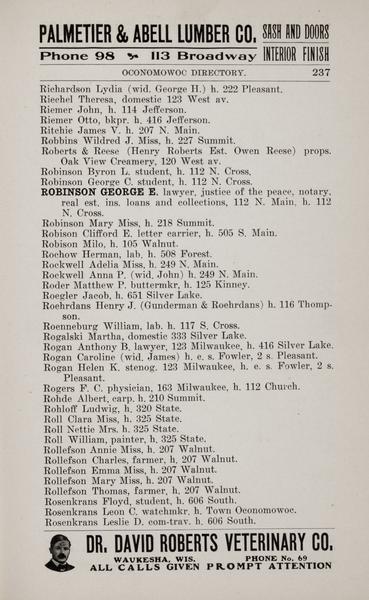 PALMETIER & ABELL LUMBER CO. SASH AND DOORS
Phone 98 113 Broadway INTERIOR FINISH
OCONOMOWOC DIRECTORY. 237
Richardson Lydia (wid. George H.) h. 222 Pleasant.
Riechel Theresa, domestic 123 West av.
Riemer John, h. 114 Jefferson.
Riemer Otto, bkpr. h. 416 Jefferson.
Ritchie James V. h. 207 N. Main.
Robbins Wildred J. Miss, h. 227 Summit.
Roberts & Reese (Henry Roberts Est. Owen Reese) props.
Oak View Creamery, 120 West av.
Robinson Byron L. student, h. 112 N. Cross,
Robinson George C. student, h. 112 N. Cross.
ROBINSON GEORGE E. lawyer, justice of the peace, notary,
real est. ins. loans and collections, 112 N. Main, h. 112
N. Cross.
Robinson Mary Miss, h. 218 Summit.
Robison Clifford E. letter carrier, h. 505 S. Main.
Robison Milo, h. 105 Walnut.
Rochow Herman, lab. h. 508 Forest.
Rockwell Adelia Miss, h. 249 N. Main.
Rockwell Anna P. (wid. John) h. 249 N. Main.
Roder Matthew P. buttermkr, h. 125 Kinney.
Roegler Jacob, h. 651 Silver Lake.
Roehrdans Henry J. (Gunderman & Roehrdans) h. 116 Thomp-
son.
Roenneburg William, lab. h. 117 S. Cross.
Rogalski Martha, domestic 333 Silver Lake.
Rogan Anthony B. lawyer, 123 Milwaukee, h. 416 Silver Lake.
Rogan Caroline (wid. James) h. e. s. Fowler, 2 s. Pleasant.
Rogan Helen K. stenog. 123 Milwaukee, h. e. s. Fowler, 2 s.
Pleasant.
Rogers F. C. physician, 163 Milwaukee, h. 112 Church.
Rohde Albert, carp. h. 210 Summit.
Rohloff Ludwig, h. 320 State.
Roll Clara Miss, h. 325 State.
Roll Nettie Mrs. h. 325 State.
Roll William, painter, h. 325 State.
Rollefson Annie Miss, h. 207 Walnut.
Rollefson Charles, farmer, h, 207 Walnut.
Rollefson Emma Miss, h. 207 Walnut.
Rollefson Mary Miss, h. 207 Walnut.
Rollefson Thomas, farmer, h. 207 Walnut.
Rosenkrans Floyd, student, h. 606 South.
Rosenkrans Leon C. watchmkr, h. Town Oconomowoc.
Rosenkrans Leslie D. com-trav. h. 606 South.
DR. DAVID ROBERTS VETERINARY CO.
WAUKESHA, WIS. PHONE No. 69
ALL CALLS GIVEN PROMPT ATTENTION